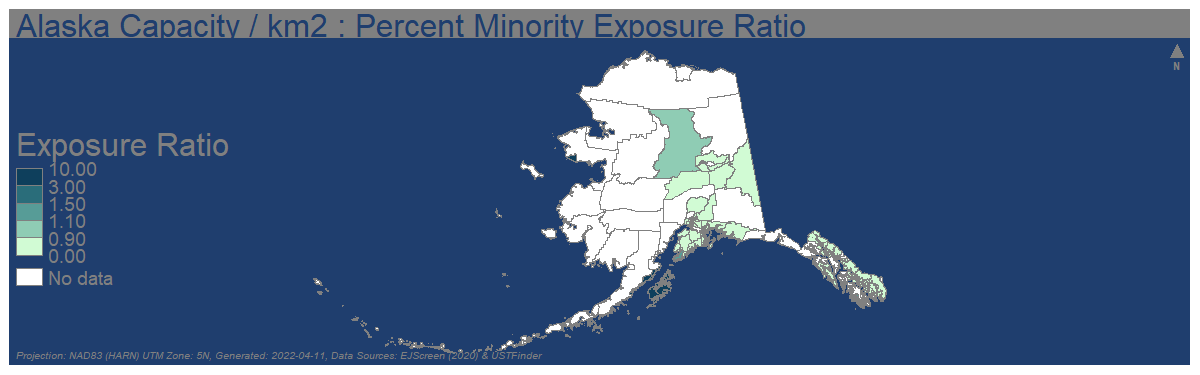 Alaska Capacity / km2 : Percent Minority Exposure Ratio
N
Exposure Ratio
10.00
3.00
1.50
1.10
0.90
0.00
No data
Projection: NAD83 (HARN) UTM Zone: 5N, Generated: 2022-04-11, Data Sources: EJScreen (2020) & USTFinder